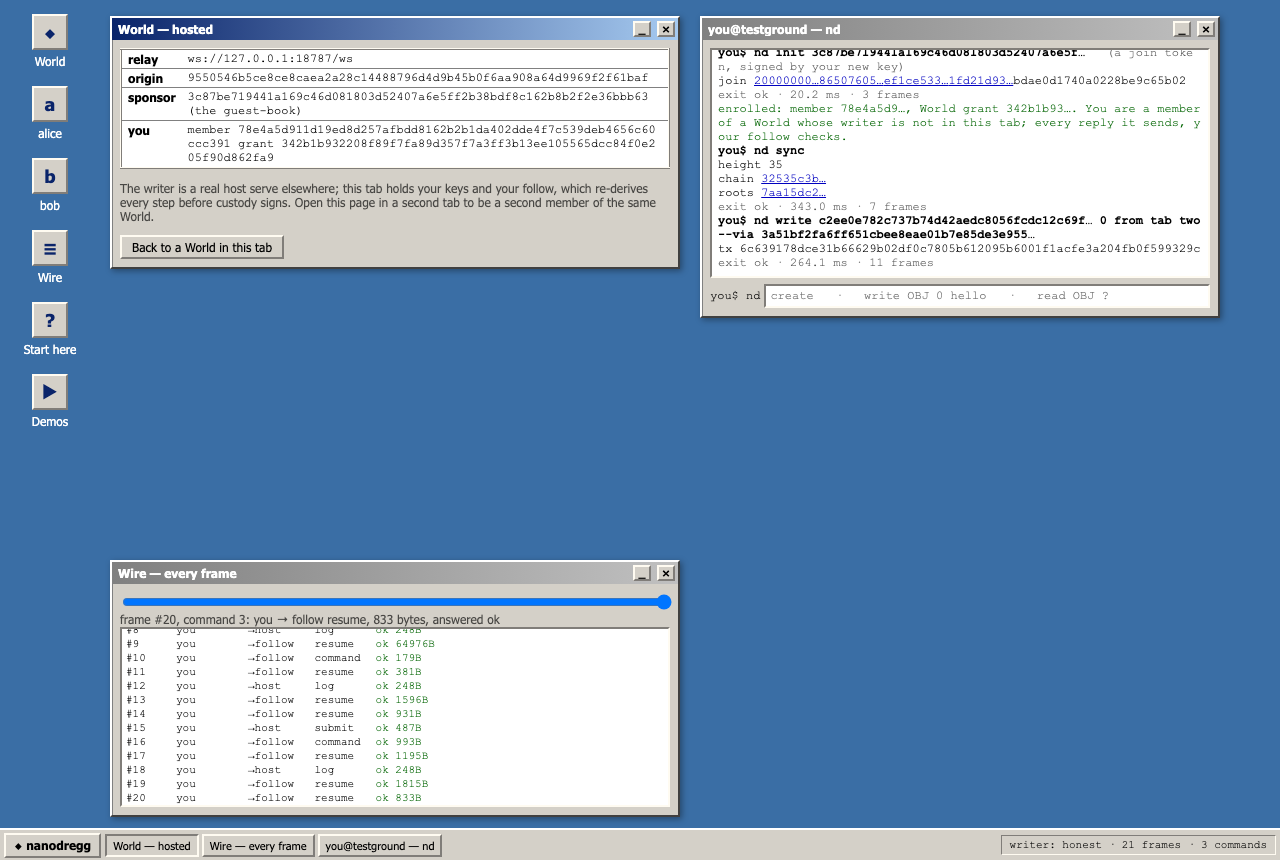 World
alice
bob
Wire
Start here
Demos
World — hosted
relay ws://127.0.0.1:18787/ws
origin 9550546b5ce8ce8caea2a28c14488796d4d9b45b0f6aa908a64d9969f2f61baf
sponsor 3c87be719441a169c46d081803d52407a6e5ff2b38bdf8c162b8b2f2e36bbb63
(the guest-book)
you member 78e4a5d911d19ed8d257afbdd8162b2b1da402dde4f7c539deb4656c60
ccc391 grant 342b1b932208f89f7fa89d357f7a3ff3b13ee105565dcc84f0e2
05f90d862fa9
The writer is a real host serve elsewhere; this tab holds your keys and your follow, which re-derives
every step before custody signs. Open this page in a second tab to be a second member of the same
World.
Back to a World in this tab
you@testground — nd
you$ nd init 3c87be719441a169c46d081803d52407a6e5f… (a join toke
n, signed by your new key)
join 20000000…86507605…ef1ce533…1fd21d93…bdae0d1740a0228be9c65b02
exit ok · 20.2 ms · 3 frames
enrolled: member 78e4a5d9…, World grant 342b1b93…. You are a member
of a World whose writer is not in this tab; every reply it sends, y
our follow checks.
you$ nd sync
height 35
chain 32535c3b…
roots 7aa15dc2…
exit ok · 343.0 ms · 7 frames
you$ nd write c2ee0e782c737b74d42aedc8056fcdc12c69f… 0 from tab two
--via 3a51bf2fa6ff651cbee8eae01b7e85de3e955…
tx 6c639178dce31b66629b02df0c7805b612095b6001f1acfe3a204fb0f599329c
exit ok · 264.1 ms · 11 frames
you$ nd create · write OBJ 0 hello · read OBJ ?
Wire — every frame
frame #20, command 3: you → follow resume, 833 bytes, answered ok
#8 you →host log ok 248B
#9 you →follow resume ok 64976B
#10 you →follow command ok 179B
#11 you →follow resume ok 381B
#12 you →host log ok 248B
#13 you →follow resume ok 1596B
#14 you →follow resume ok 931B
#15 you →host submit ok 487B
#16 you →follow command ok 993B
#17 you →follow resume ok 1195B
#18 you →host log ok 248B
#19 you →follow resume ok 1815B
#20 you →follow resume ok 833B
nanodregg
World — hosted
Wire — every frame
you@testground — nd
writer: honest · 21 frames · 3 commands